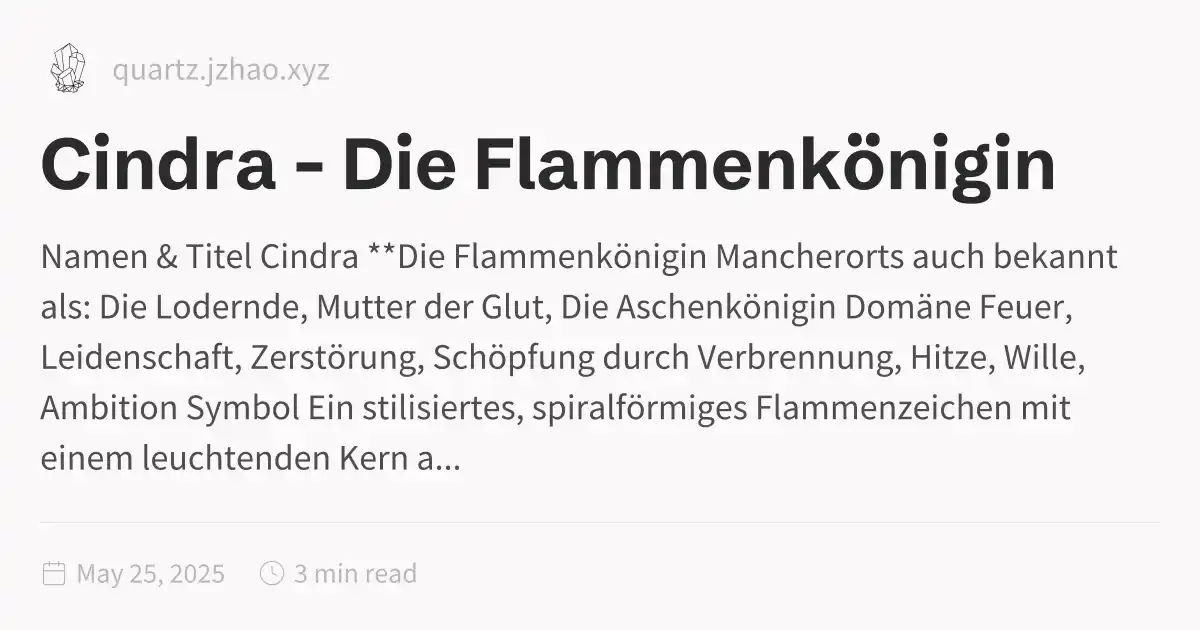 quartz.jzhao.xyz
Cindra - Die Flammenkönigin
Namen & Titel Cindra **Die Flammenkönigin Mancherorts auch bekannt
als: Die Lodernde, Mutter der Glut, Die Aschenkönigin Domäne Feuer,
Leidenschaft, Zerstörung, Schöpfung durch Verbrennung, Hitze, Wille,
Ambition Symbol Ein stilisiertes, spiralförmiges Flammenzeichen mit
einem leuchtenden Kern a...
May 25, 2025 3 min read